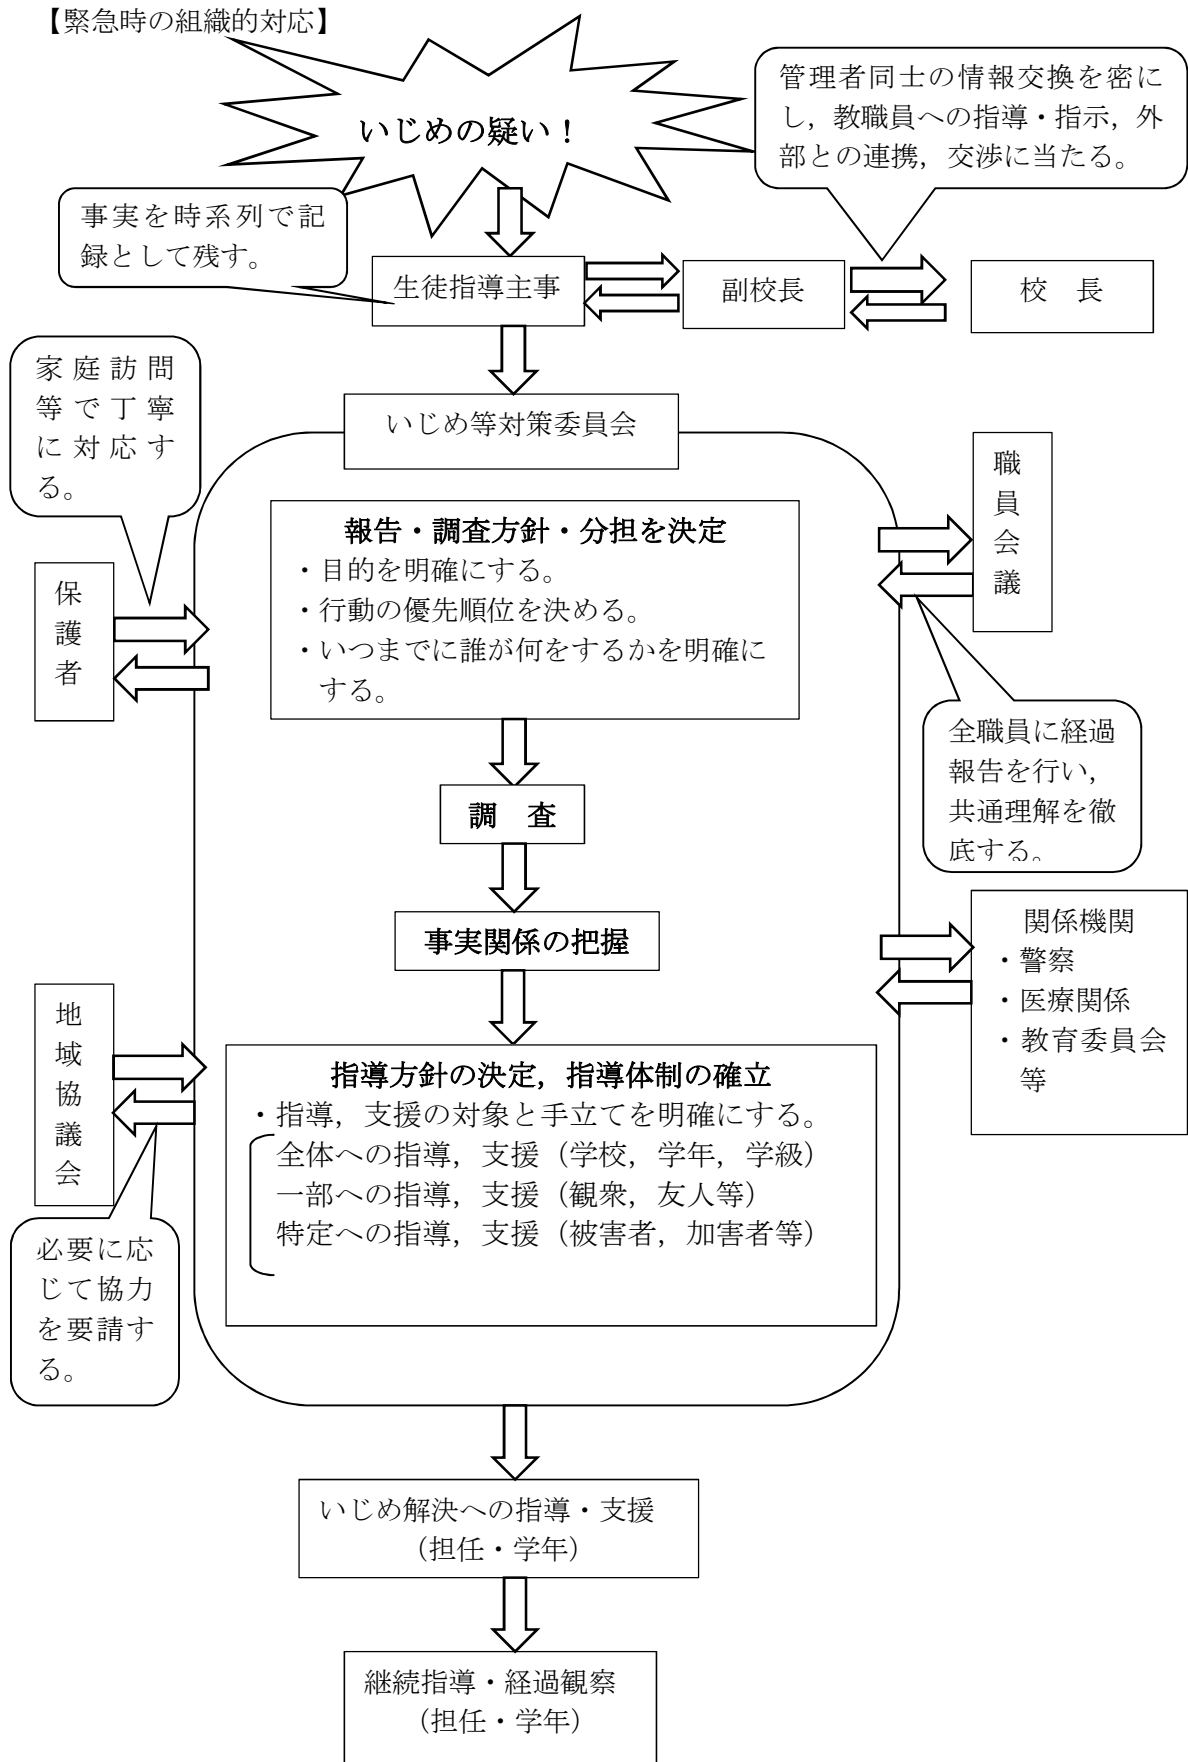 【緊急時の組織的対応】
いじめの疑い！
管理者同士の情報交換を密に
し，教職員への指導・指示，外
部との連携，交渉に当たる。
事実を時系列で記
録として残す。
生徒指導主事
副校長
校　長
家庭訪問
等で丁寧
に対応す
る。
いじめ等対策委員会
職員会議
報告・調査方針・分担を決定
・目的を明確にする。
・行動の優先順位を決める。
・いつまでに誰が何をするかを明確に
する。
保護者
全職員に経過
報告を行い，
共通理解を徹
底する。
調　査
事実関係の把握
関係機関
・警察
・医療関係
・教育委員会
等
地域協議会
指導方針の決定，指導体制の確立
・指導，支援の対象と手立てを明確にする。
全体への指導，支援（学校，学年，学級）
一部への指導，支援（観衆，友人等）
特定への指導，支援（被害者，加害者等）
必要に応
じて協力
を要請す
る。
いじめ解決への指導・支援
（担任・学年）
継続指導・経過観察
（担任・学年）